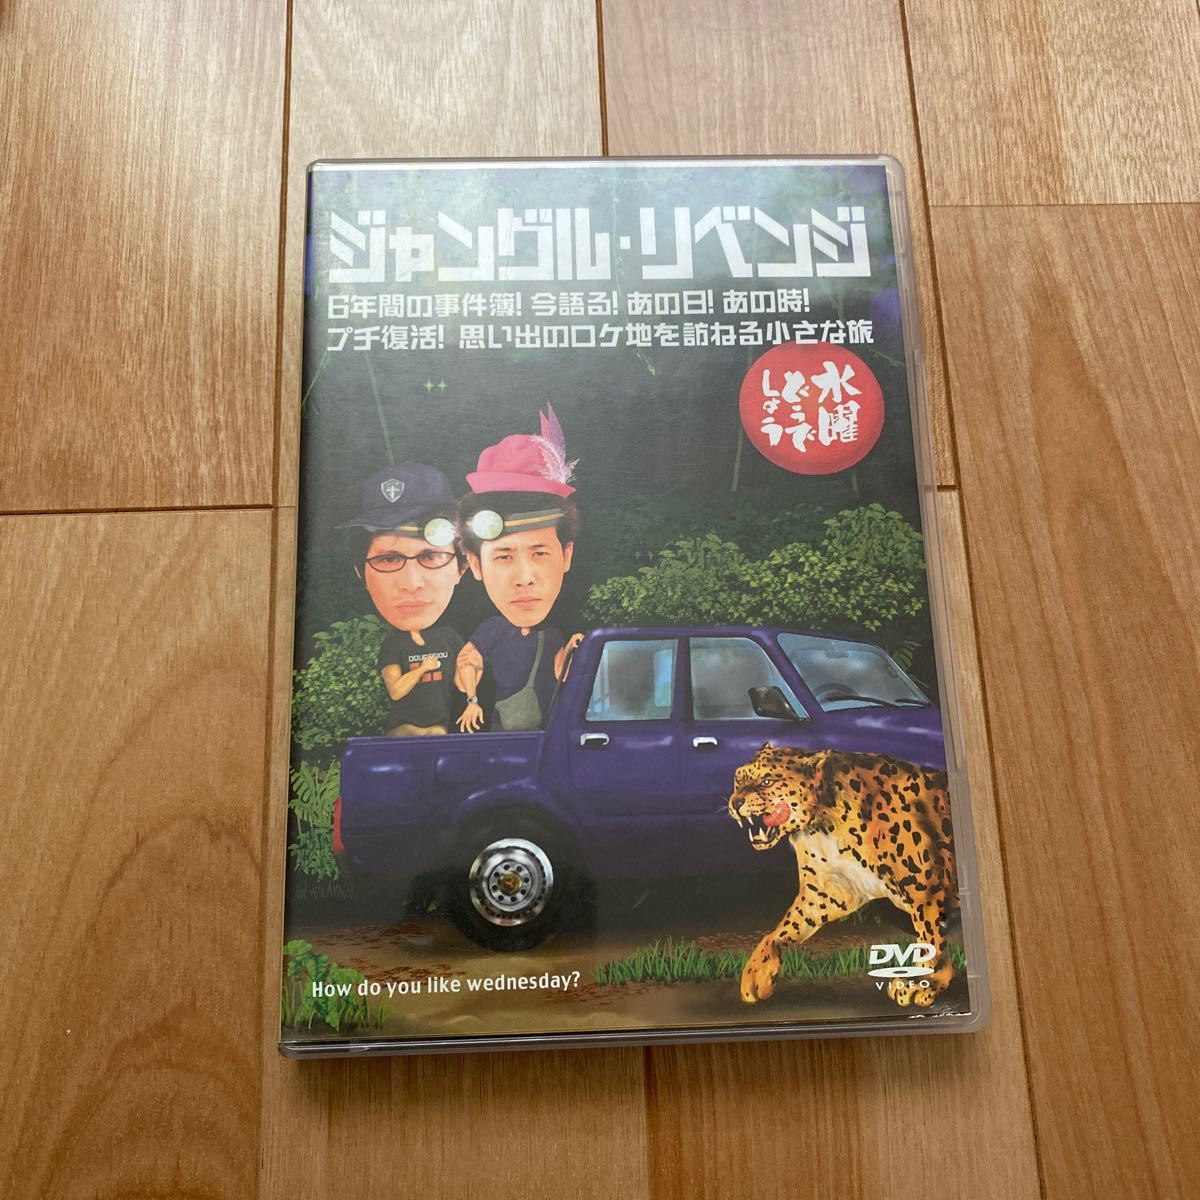 ジャングル・リベンジ
6年間の事件簿！今語る！あの日！あの時！
プチ復活！思い出のロケ地を訪ねる小さな旅
水曜
どうで
しょう
How do you like wednesday?
DVD
VIDEO